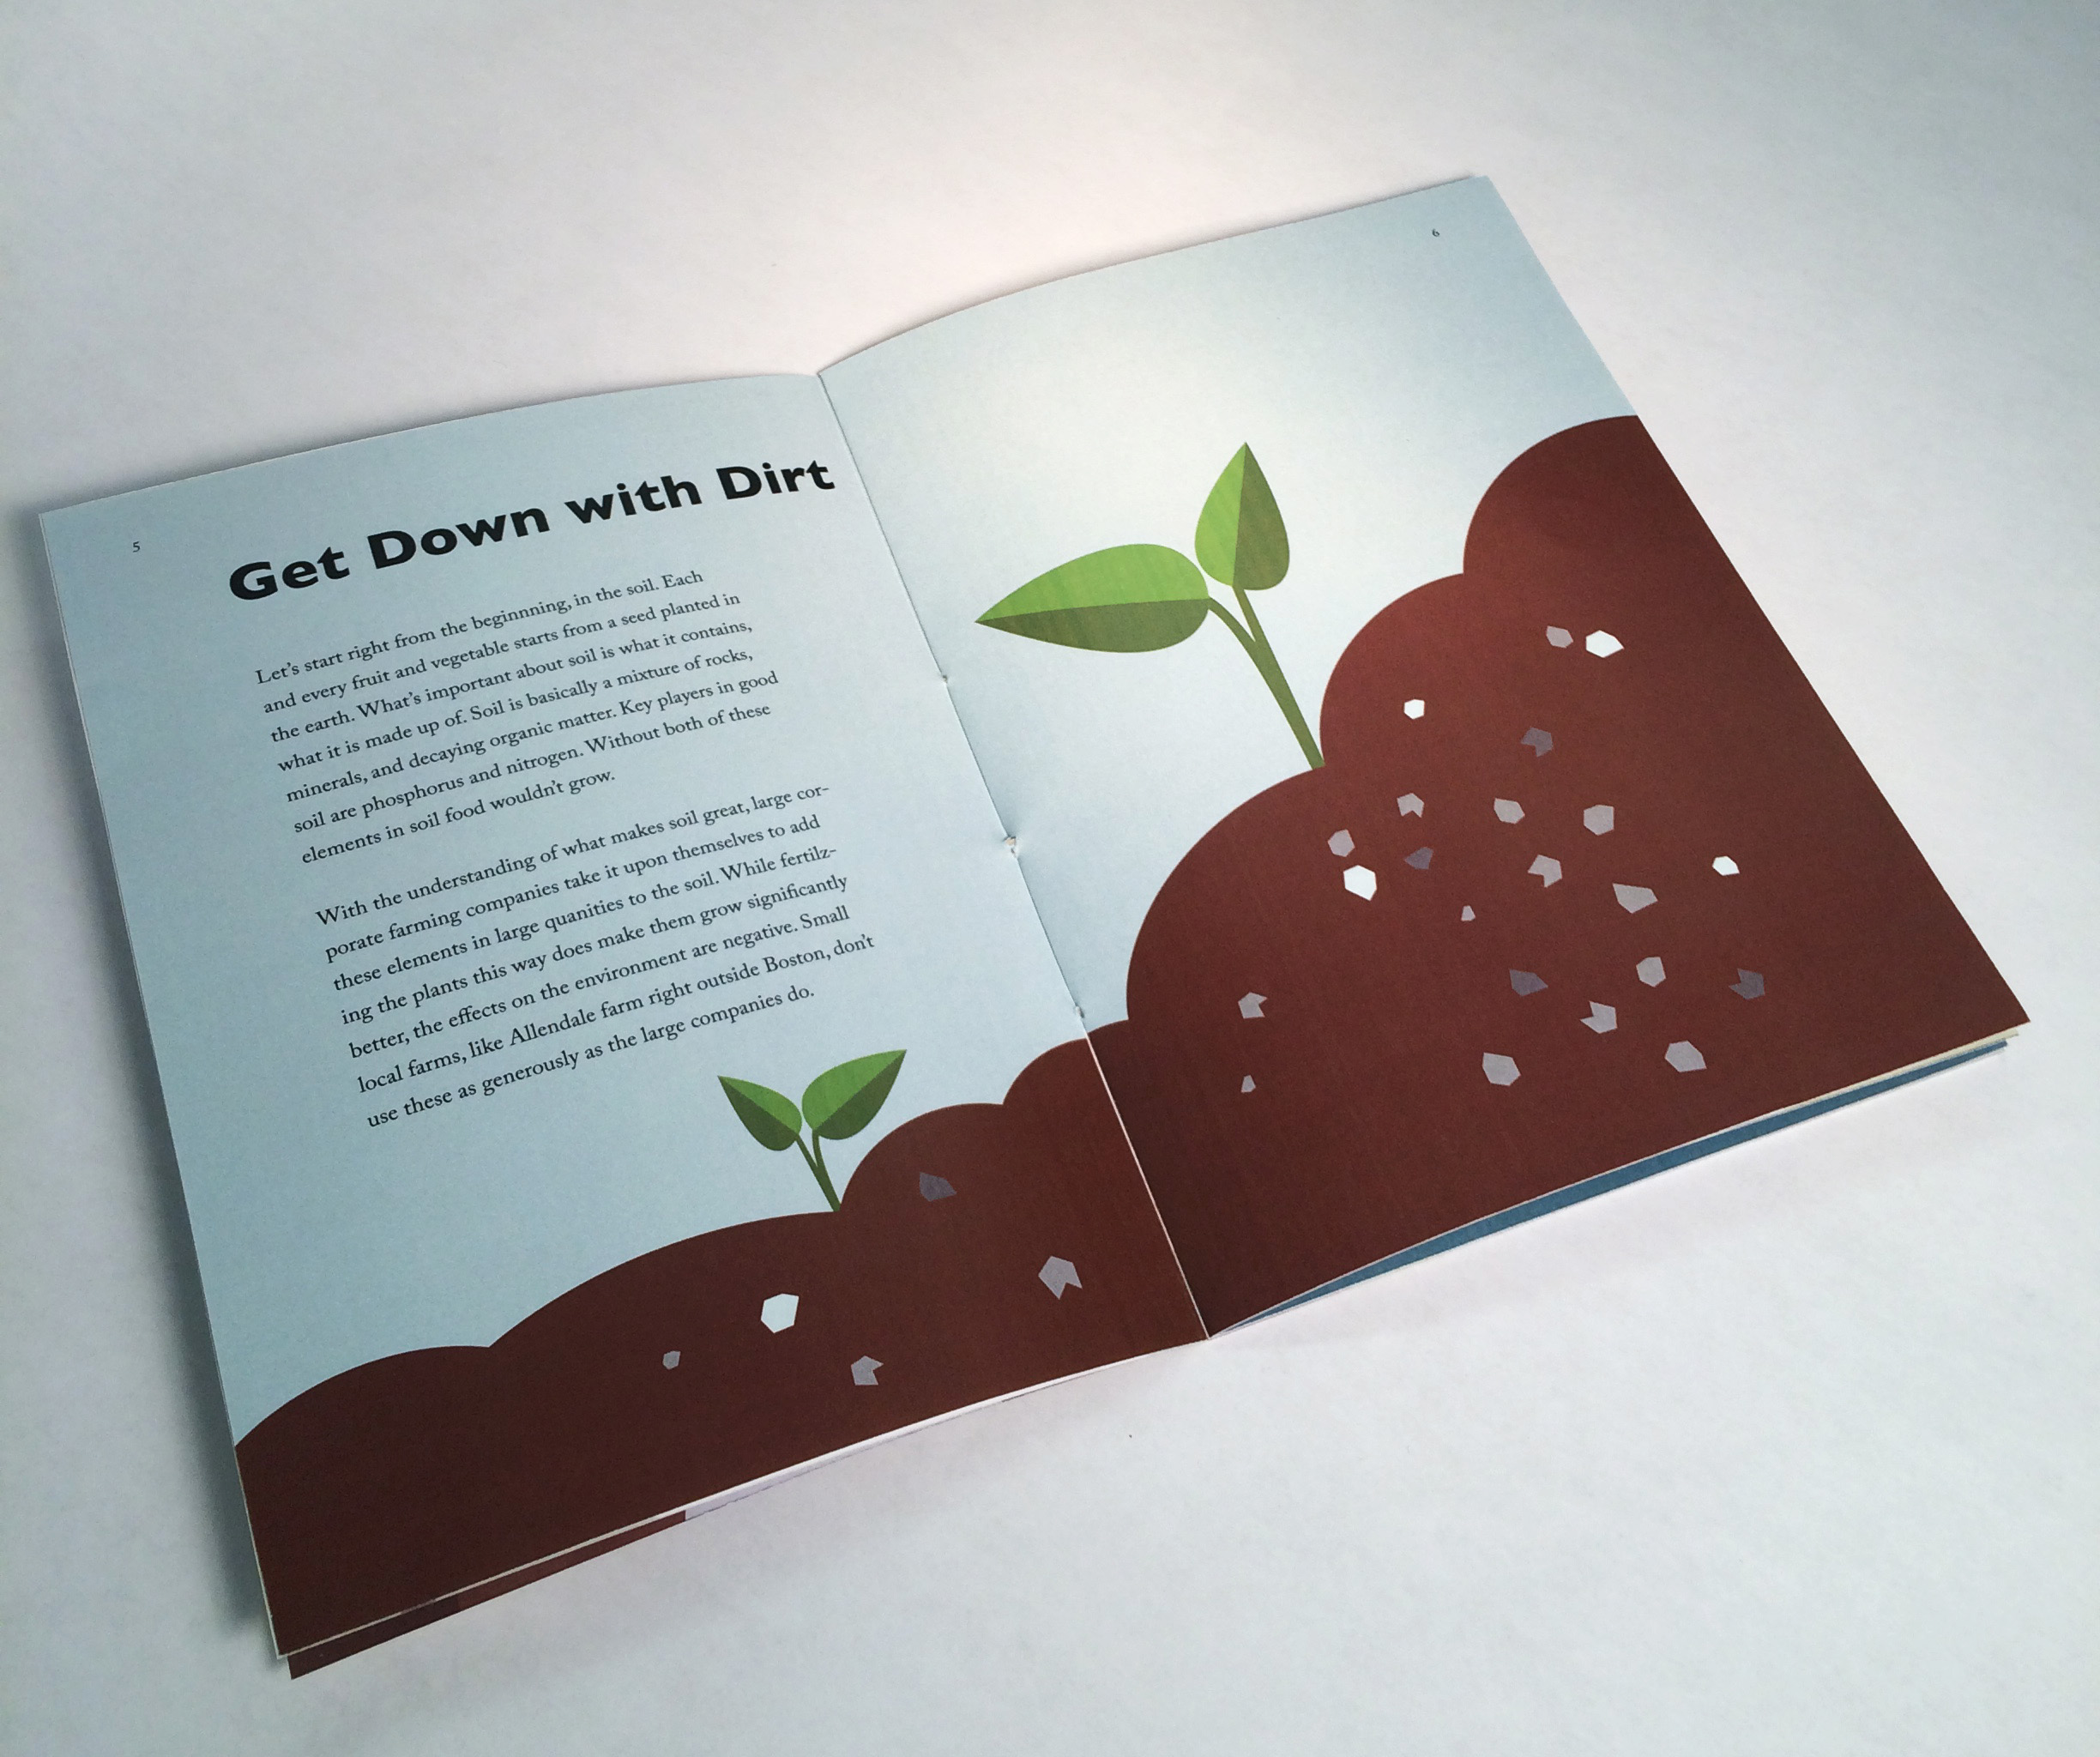 5
Get Down with Dirt
Let's start right from the beginnning, in the soil. Each
and every fruit and vegetable starts from a seed planted in
the earth. What's important about soil is what it contains,
what it is made up of. Soil is basically a mixture of rocks,
minerals, and decaying organic matter. Key players in good
soil are phosphorus and nitrogen. Without both of these
elements in soil food wouldn't grow.
With the understanding of what makes soil great, large cor-
porate farming companies take it upon themselves to add
these elements in large quanities to the soil. While fertilz-
ing the plants this way does make them grow significantly
better, the effects on the environment are negative. Small
local farms, like Allendale farm right outside Boston, don't
use these as generously as the large companies do.
6